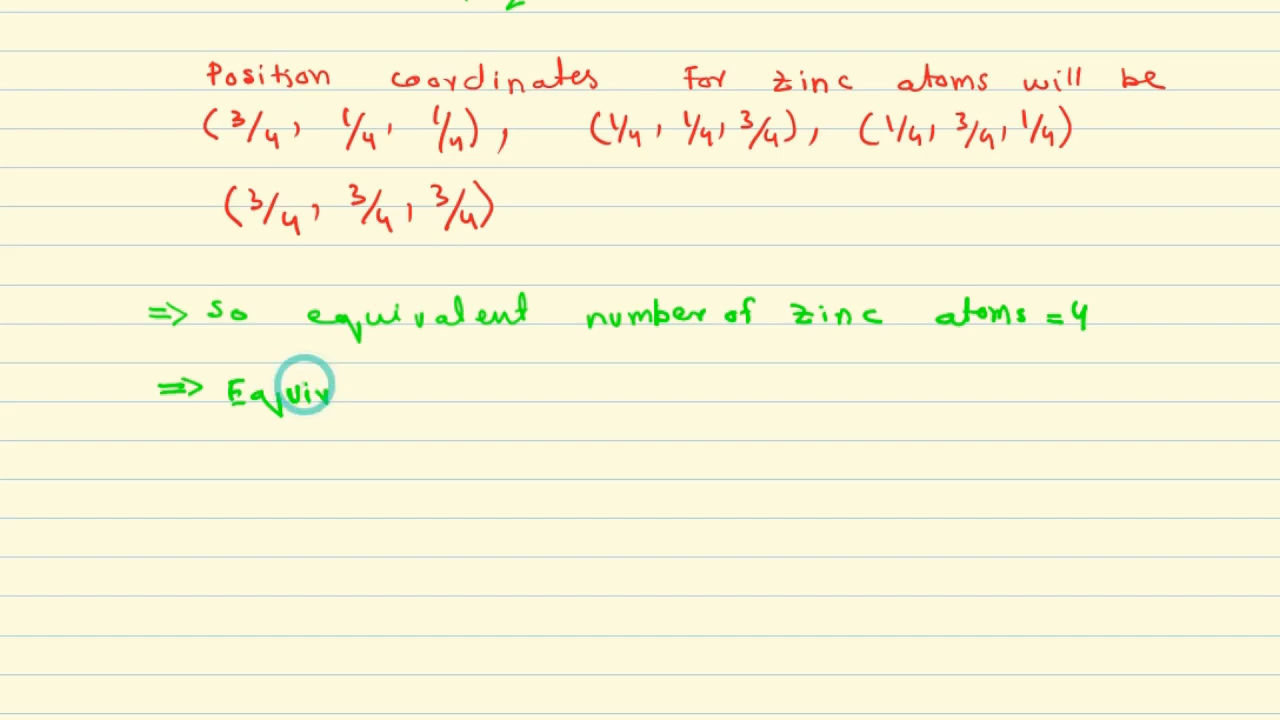 Position coordinates For zinc atoms will be
(3/4, 1/4, 1/4), (1/4, 1/4, 3/4), (1/4, 3/4, 1/4)
(3/4, 3/4, 3/4)
=> So equivalent number of zinc atoms = 4
=> Equiv